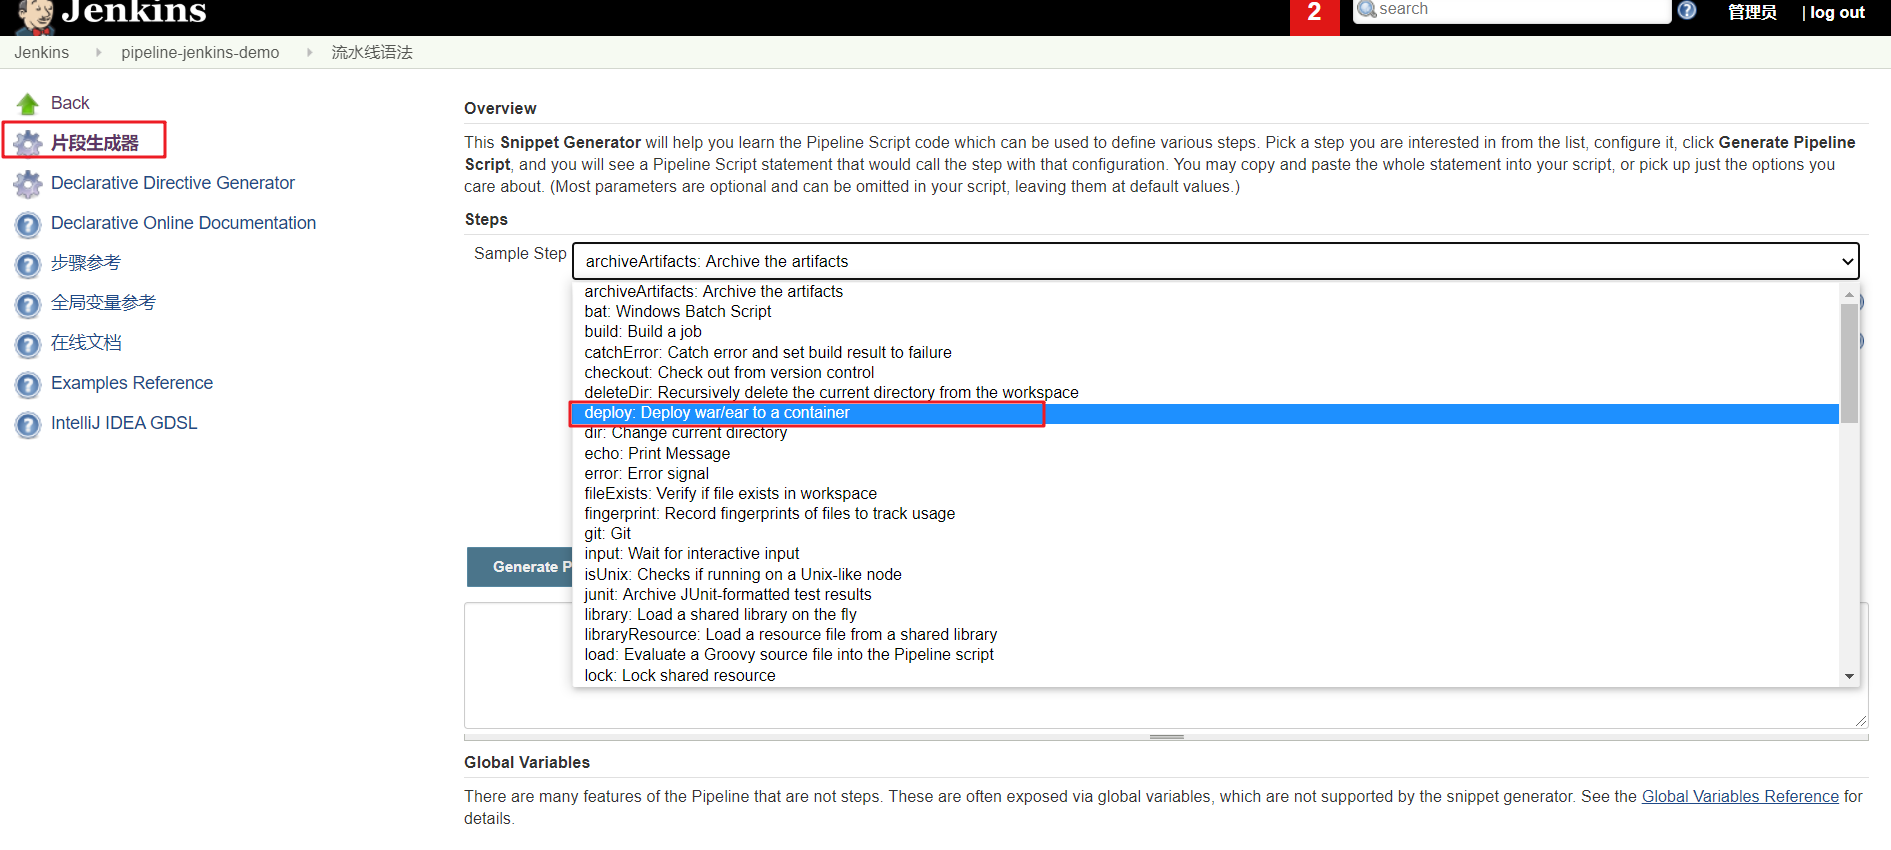 Jenkins
2
search
管理员
| log out
Jenkins
pipeline-jenkins-demo
流水线语法
Back
片段生成器
Declarative Directive Generator
Declarative Online Documentation
步骤参考
全局变量参考
在线文档
Examples Reference
IntelliJ IDEA GDSL
Overview
This Snippet Generator will help you learn the Pipeline Script code which can be used to define various steps. Pick a step you are interested in from the list, configure it, click Generate Pipeline
Script, and you will see a Pipeline Script statement that would call the step with that configuration. You may copy and paste the whole statement into your script, or pick up just the options you
care about. (Most parameters are optional and can be omitted in your script, leaving them at default values.)
Steps
Sample Step
archiveArtifacts: Archive the artifacts
archiveArtifacts: Archive the artifacts
bat: Windows Batch Script
build: Build a job
catchError: Catch error and set build result to failure
checkout: Check out from version control
deleteDir: Recursively delete the current directory from the workspace
deploy: Deploy war/ear to a container
dir: Change current directory
echo: Print Message
error: Error signal
fileExists: Verify if file exists in workspace
fingerprint: Record fingerprints of files to track usage
git: Git
input: Wait for interactive input
isUnix: Checks if running on a Unix-like node
junit: Archive JUnit-formatted test results
library: Load a shared library on the fly
libraryResource: Load a resource file from a shared library
load: Evaluate a Groovy source file into the Pipeline script
lock: Lock shared resource
Generate P
Global Variables
There are many features of the Pipeline that are not steps. These are often exposed via global variables, which are not supported by the snippet generator. See the Global Variables Reference for
details.